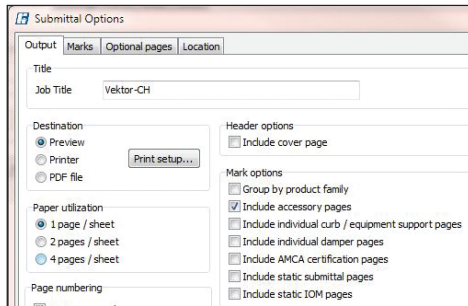 Submittal Options
Output Marks Optional pages Location
Title
Job Title Vektor-CH
Destination
Preview
Printer
PDF file
Print setup...
Paper utilization
1 page / sheet
2 pages / sheet
4 pages / sheet
Page numbering
Header options
Include cover page
Mark options
Group by product family
Include accessory pages
Include individual curb / equipment support pages
Include individual damper pages
Include AMCA certification pages
Include static submittal pages
Include static IOM pages